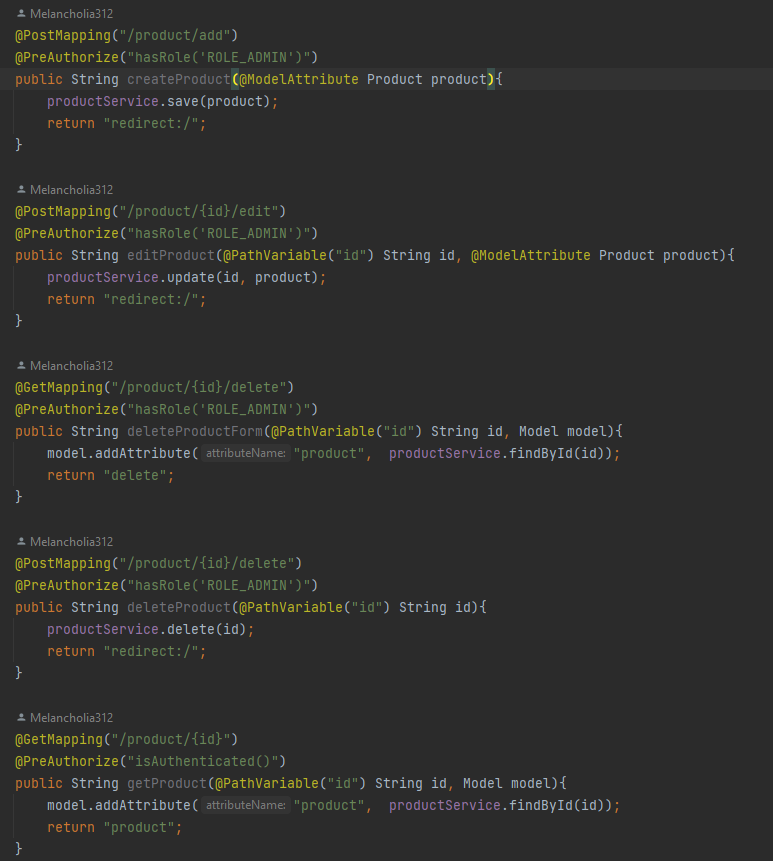 Melancholia312
@PostMapping("/product/add")
@PreAuthorize("hasRole('ROLE_ADMIN')")
public String createProduct(@ModelAttribute Product product){
    productService.save(product);
    return "redirect:/";
}
Melancholia312
@PostMapping("/product/{id}/edit")
@PreAuthorize("hasRole('ROLE_ADMIN')")
public String editProduct(@PathVariable("id") String id, @ModelAttribute Product product){
    productService.update(id, product);
    return "redirect:/";
}
Melancholia312
@GetMapping("/product/{id}/delete")
@PreAuthorize("hasRole('ROLE_ADMIN')")
public String deleteProductForm(@PathVariable("id") String id, Model model){
    model.addAttribute( attributeName: "product",  productService.findById(id));
    return "delete";
}
Melancholia312
@PostMapping("/product/{id}/delete")
@PreAuthorize("hasRole('ROLE_ADMIN')")
public String deleteProduct(@PathVariable("id") String id){
    productService.delete(id);
    return "redirect:/";
}
Melancholia312
@GetMapping("/product/{id}")
@PreAuthorize("isAuthenticated()")
public String getProduct(@PathVariable("id") String id, Model model){
    model.addAttribute( attributeName: "product",  productService.findById(id));
    return "product";
}